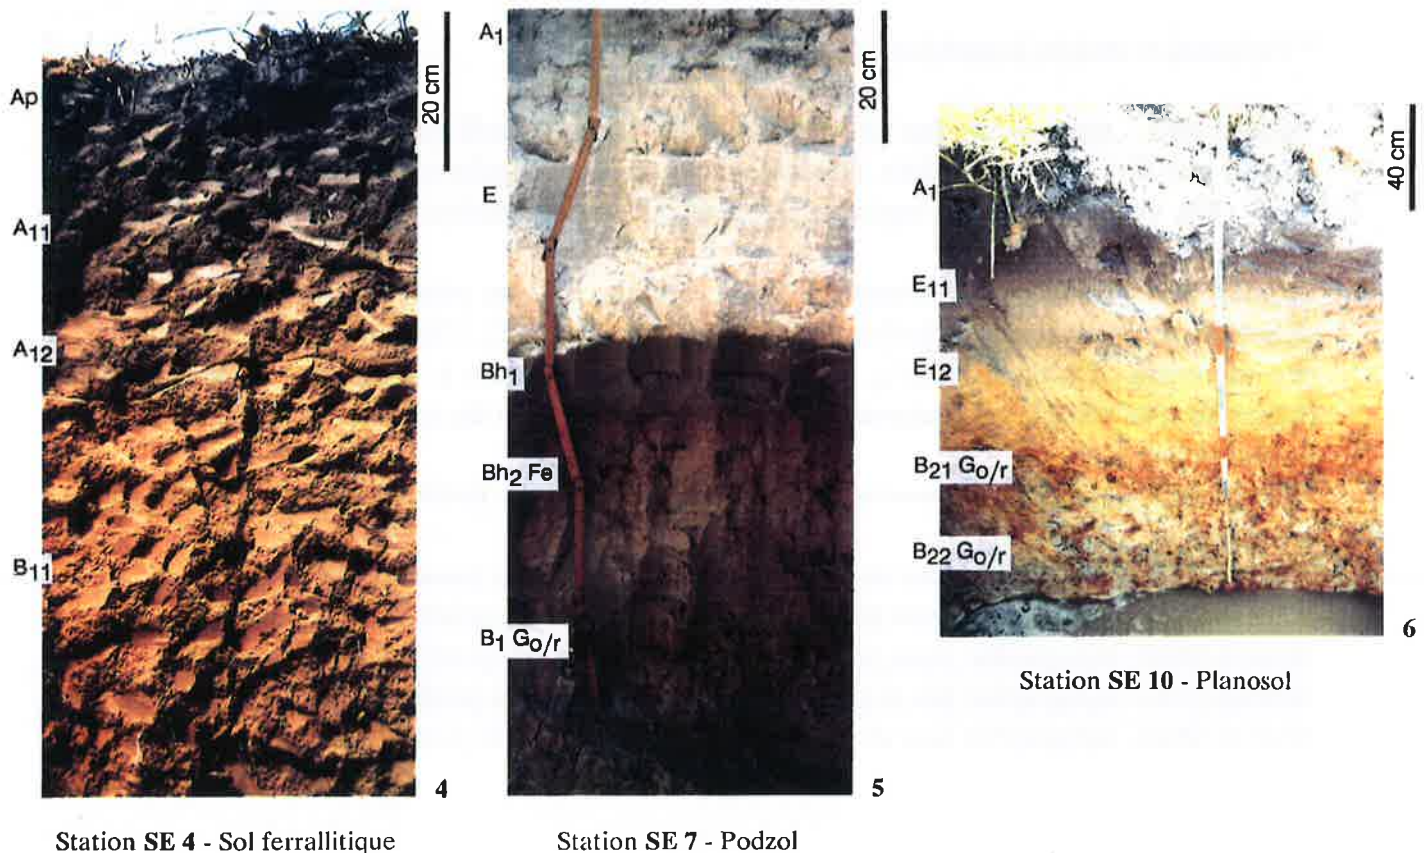 Ap
A11
A12
B11
20 cm
4
Station SE 4 - Sol ferrallitique
A1
E
Bh1
Bh2 Fe
B1 Go/r
20 cm
5
Station SE 7 - Podzol
A1
E11
E12
B21 Go/r
B22 Go/r
40 cm
6
Station SE 10 - Planosol